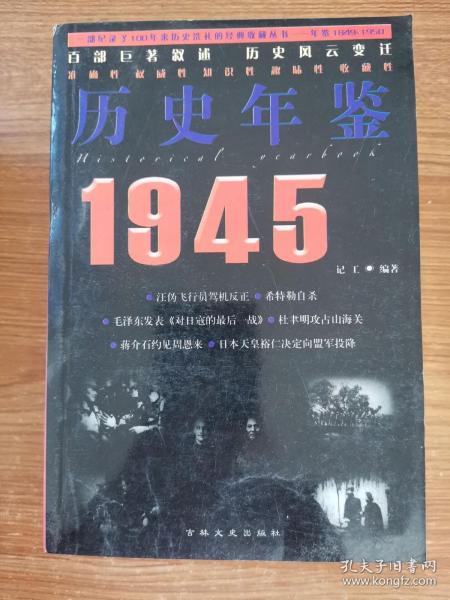 一部纪录了100年来历史洗礼的经典收藏丛书——年鉴1849-1950
百部巨著叙述 历史风云变迁
准确性权威性知识性趣味性收藏性
历史年鉴
Historical yearbook
1945
记工 编著
汪伪飞行员驾机反正 希特勒自杀
毛泽东发表《对日寇的最后一战》 杜聿明攻占山海关
蒋介石约见周恩来 日本天皇裕仁决定向盟军投降
吉林文史出版社
孔夫子旧书网
www.kongfz.com